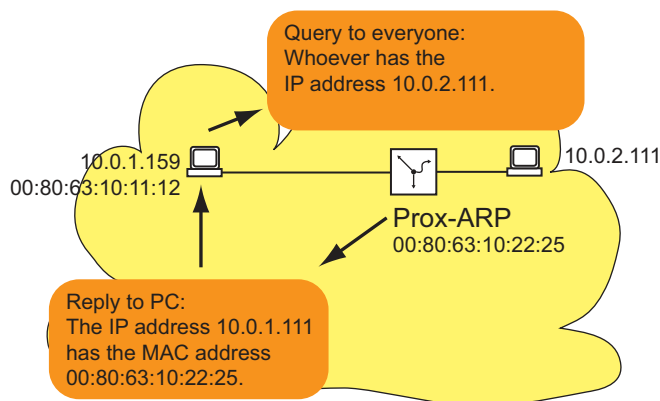 Query to everyone:
Whoever has the
IP address 10.0.2.111.
10.0.1.159
00:80:63:10:11:12
10.0.2.111
Prox-ARP
00:80:63:10:22:25
Reply to PC:
The IP address 10.0.1.111
has the MAC address
00:80:63:10:22:25.